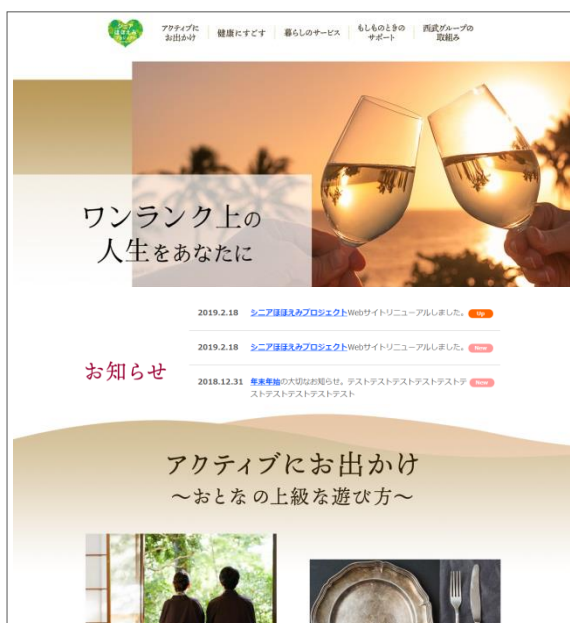 シニア
ほほえみ
プロジェクト
アクティブに
お出かけ
健康にすごす
暮らしのサービス
もしものときの
サポート
西武グループの
取組み
ワンランク上の
人生をあなたに
お知らせ
2019.2.18 シニアほほえみプロジェクトWebサイトリニューアルしました。 Up
2019.2.18 シニアほほえみプロジェクトWebサイトリニューアルしました。 New
2018.12.31 年末年始の大切なお知らせ。テストテストテストテストテストテ New
ストテストテストテストテスト
アクティブにお出かけ
～おとなの上級な遊び方～